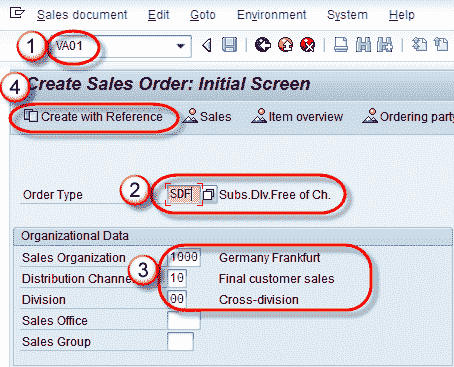 Sales document Edit Goto Environment System Help
1 VA01
4 Create Sales Order: Initial Screen
Create with Reference Sales Item overview Ordering party
Order Type 2 SDF Subs.Dlv.Free of Ch.
Organizational Data
Sales Organization 1000 Germany Frankfurt
Distribution Channel 3 10 Final customer sales
Division 00 Cross-division
Sales Office
Sales Group